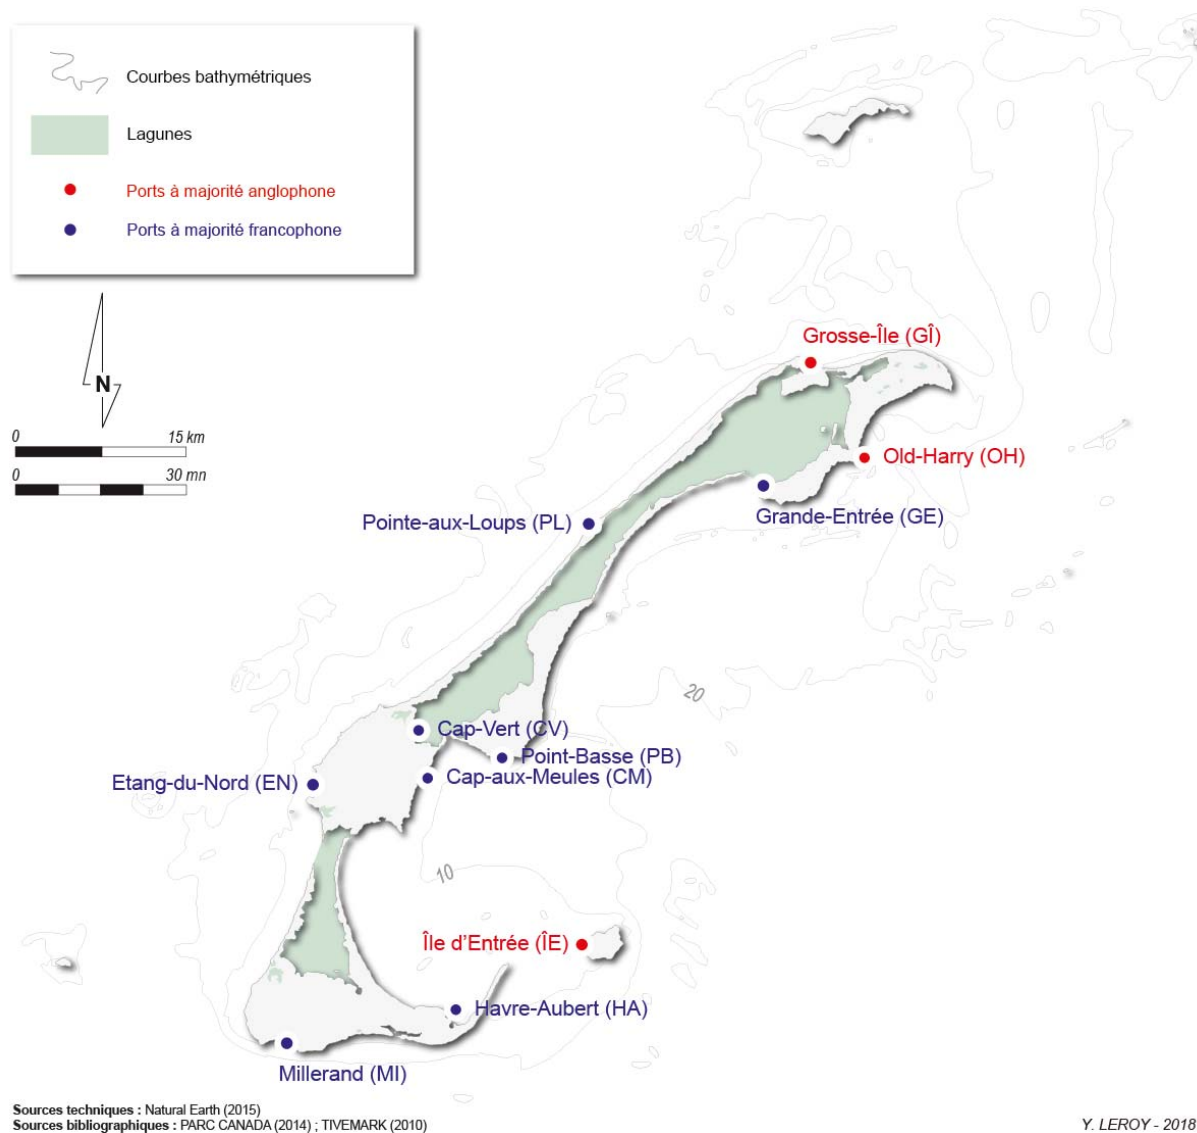 Courbes bathymétriques
Lagunes
Ports à majorité anglophone
Ports à majorité francophone
N
0 15 km
0 30 mn
Grosse-Île (GÎ)
Old-Harry (OH)
Grande-Entrée (GE)
Pointe-aux-Loups (PL)
20
Cap-Vert (CV)
Point-Basse (PB)
Cap-aux-Meules (CM)
Etang-du-Nord (EN)
10
Île d'Entrée (ÎE)
Havre-Aubert (HA)
Millerand (MI)
Sources techniques : Natural Earth (2015)
Sources bibliographiques : PARC CANADA (2014) ; TIVEMARK (2010)
Y. LEROY - 2018